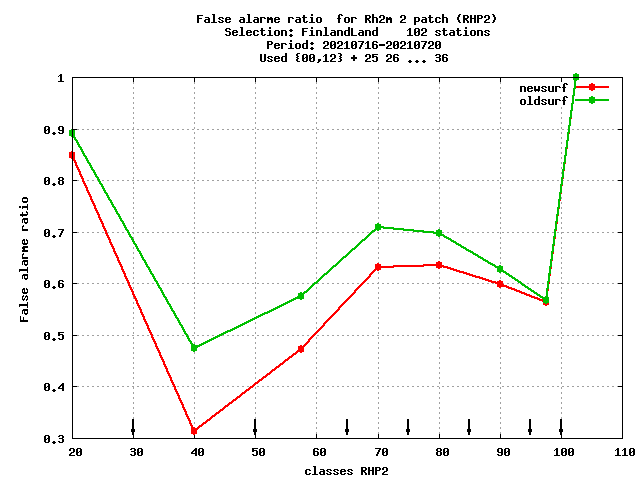 False alarme ratio  for Rh2m 2 patch (RHP2)
Selection: FinlandLand    102 stations
Period: 20210716-20210720
Used {00,12} + 25 26 ... 36
newsurf
oldsurf
1
0.9
0.8
0.7
0.6
0.5
0.4
0.3
False alarme ratio
20 30 40 50 60 70 80 90 100 110
classes RHP2